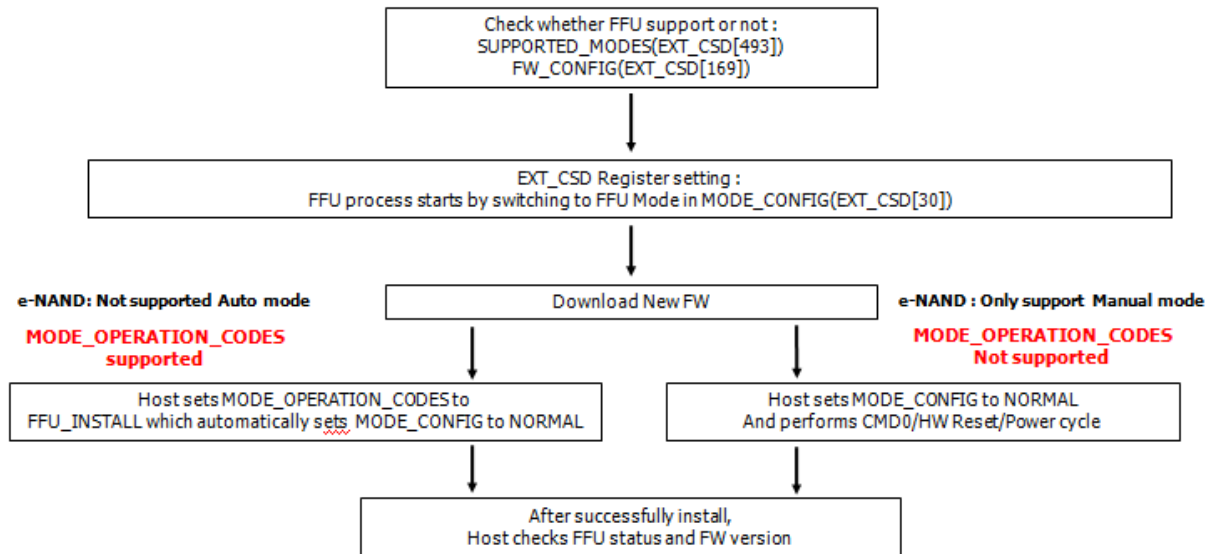 Check whether FFU support or not :
SUPPORTED_MODES(EXT_CSD[493])
FW_CONFIG(EXT_CSD[169])
EXT_CSD Register setting :
FFU process starts by switching to FFU Mode in MODE_CONFIG(EXT_CSD[30])
Download New FW
e-NAND: Not supported Auto mode
MODE_OPERATION_CODES
supported
e-NAND : Only support Manual mode
MODE_OPERATION_CODES
Not supported
Host sets MODE_OPERATION_CODES to
FFU_INSTALL which automatically sets MODE_CONFIG to NORMAL
Host sets MODE_CONFIG to NORMAL
And performs CMD0/HW Reset/Power cycle
After successfully install,
Host checks FFU status and FW version